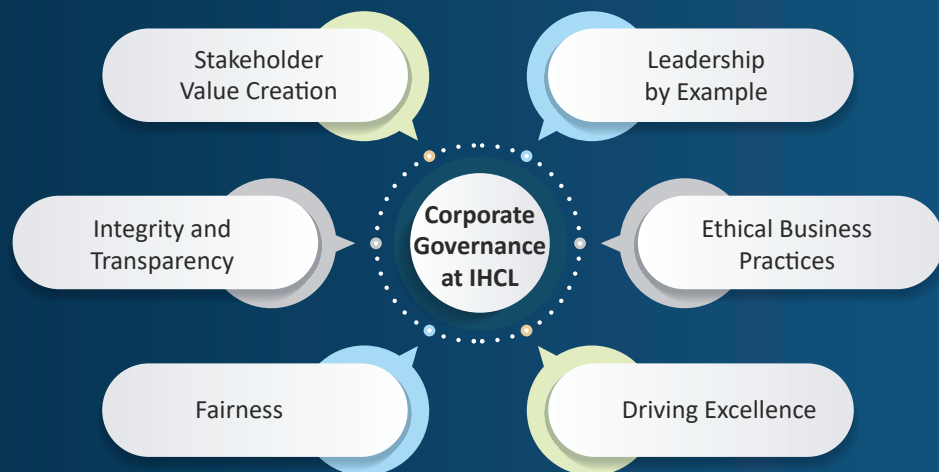 Stakeholder
Value Creation
Leadership
by Example
Integrity and
Transparency
Corporate
Governance
at IHCL
Ethical Business
Practices
Fairness
Driving Excellence